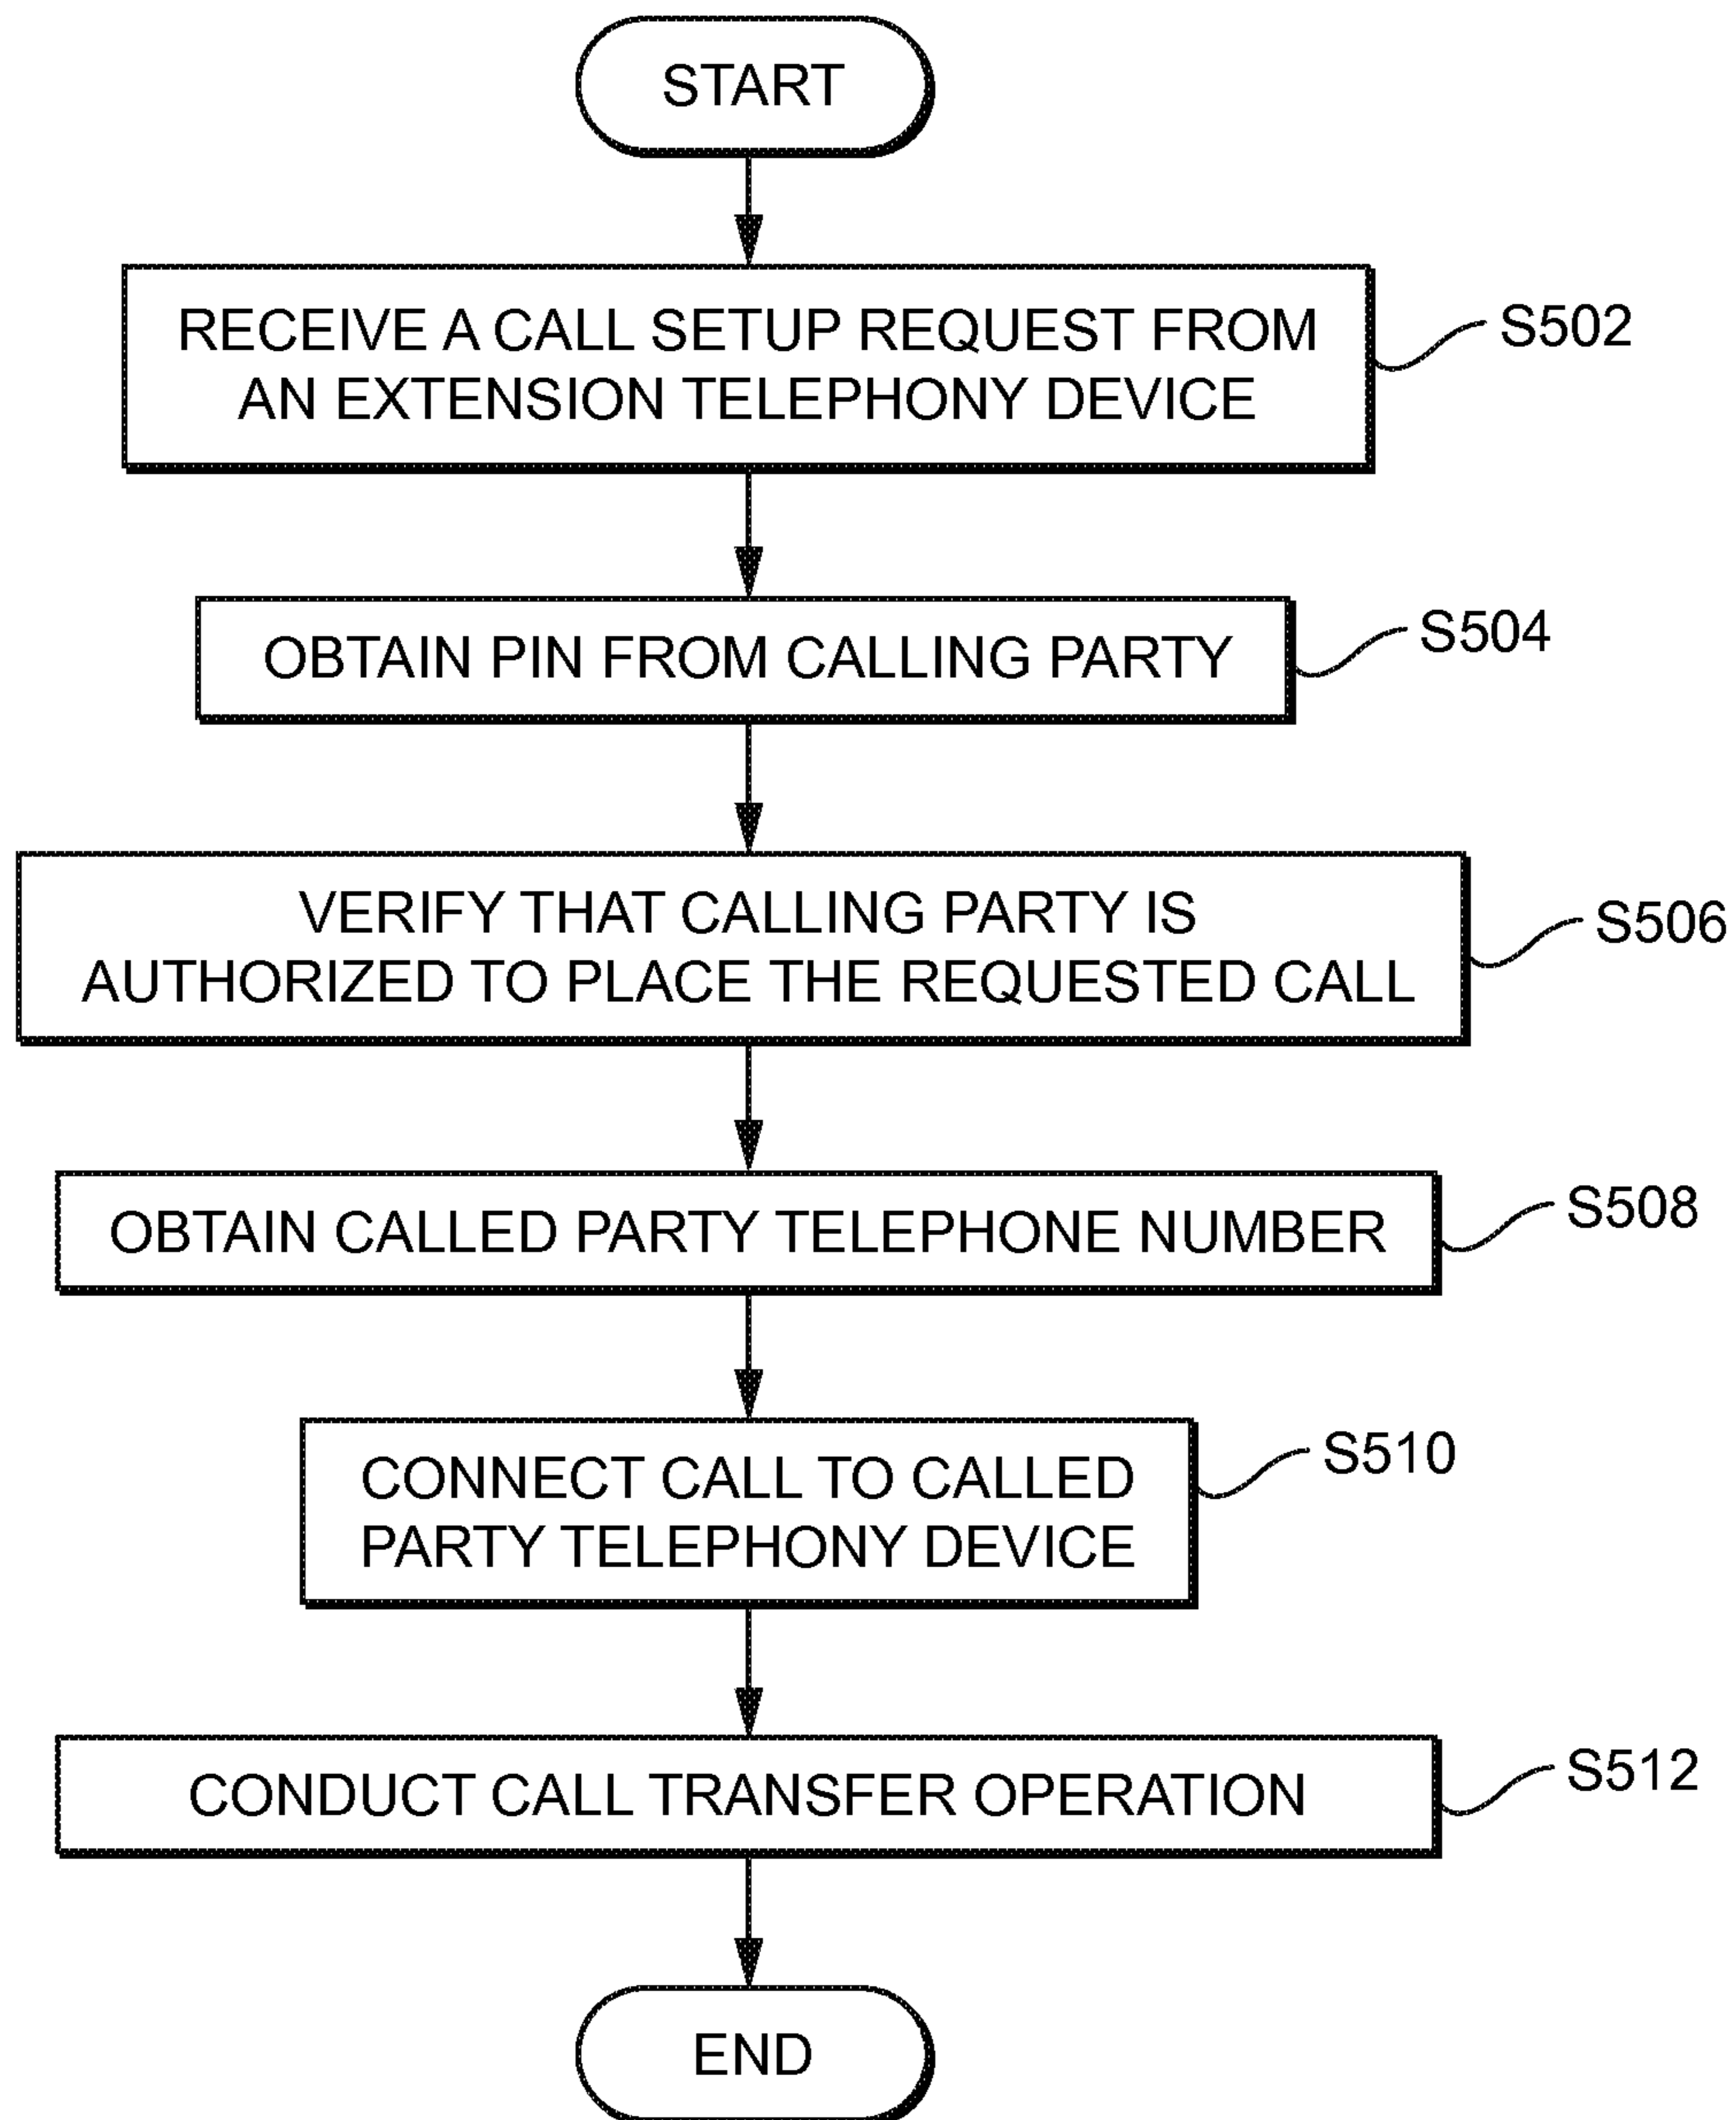 START
RECEIVE A CALL SETUP REQUEST FROM
AN EXTENSION TELEPHONY DEVICE
S502
OBTAIN PIN FROM CALLING PARTY
S504
VERIFY THAT CALLING PARTY IS
AUTHORIZED TO PLACE THE REQUESTED CALL
S506
OBTAIN CALLED PARTY TELEPHONE NUMBER
S508
CONNECT CALL TO CALLED
PARTY TELEPHONY DEVICE
S510
CONDUCT CALL TRANSFER OPERATION
S512
END